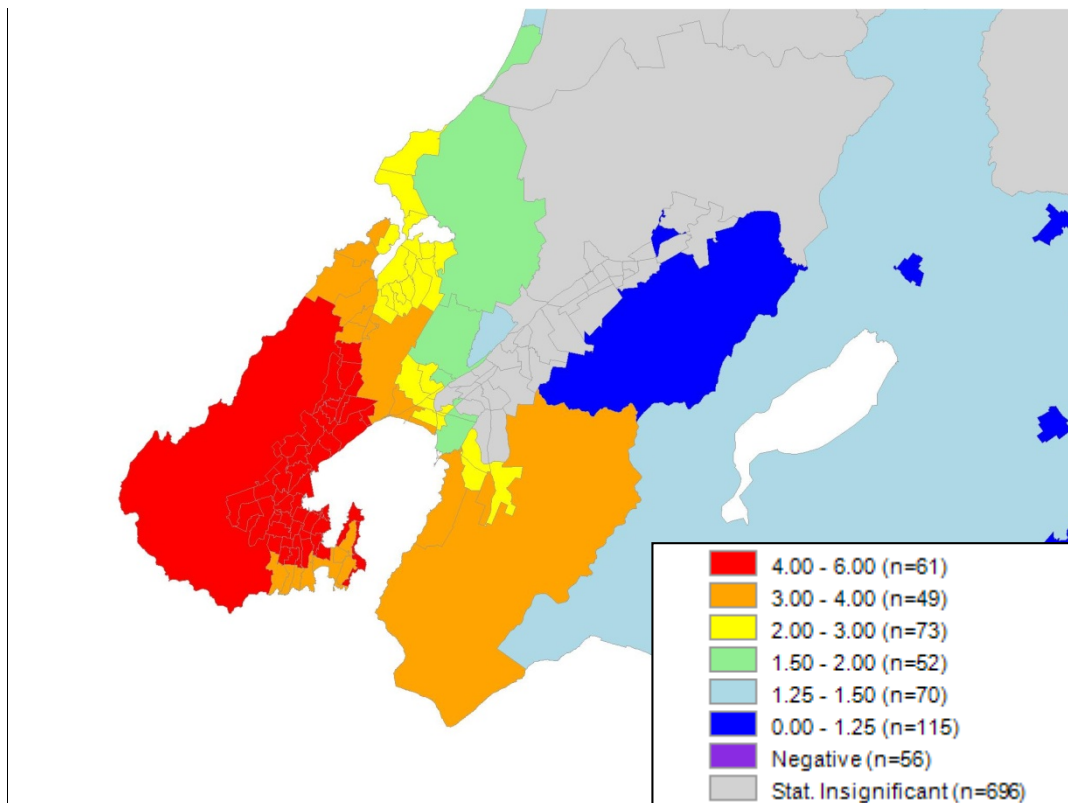 4.00 - 6.00 (n=61)
3.00 - 4.00 (n=49)
2.00 - 3.00 (n=73)
1.50 - 2.00 (n=52)
1.25 - 1.50 (n=70)
0.00 - 1.25 (n=115)
Negative (n=56)
Stat. Insignificant (n=696)